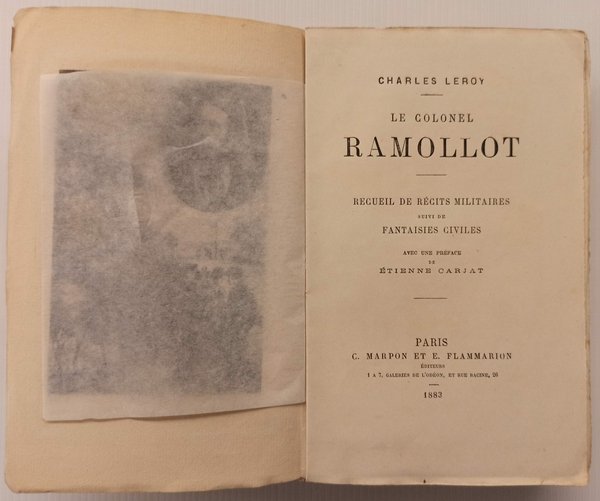 CHARLES LEROY
LE COLONEL
RAMOLLOT
RECUEIL DE RÉCITS MILITAIRES
SUIVI DE
FANTAISIES CIVILES
AVEC UNE PRÉFACE
DE
ÉTIENNE CARJAT
PARIS
C. MARPON ET E. FLAMMARION
ÉDITEURS
1 A 7, GALERIES DE L'ODÉON, ET RUE RACINE, 26
1883